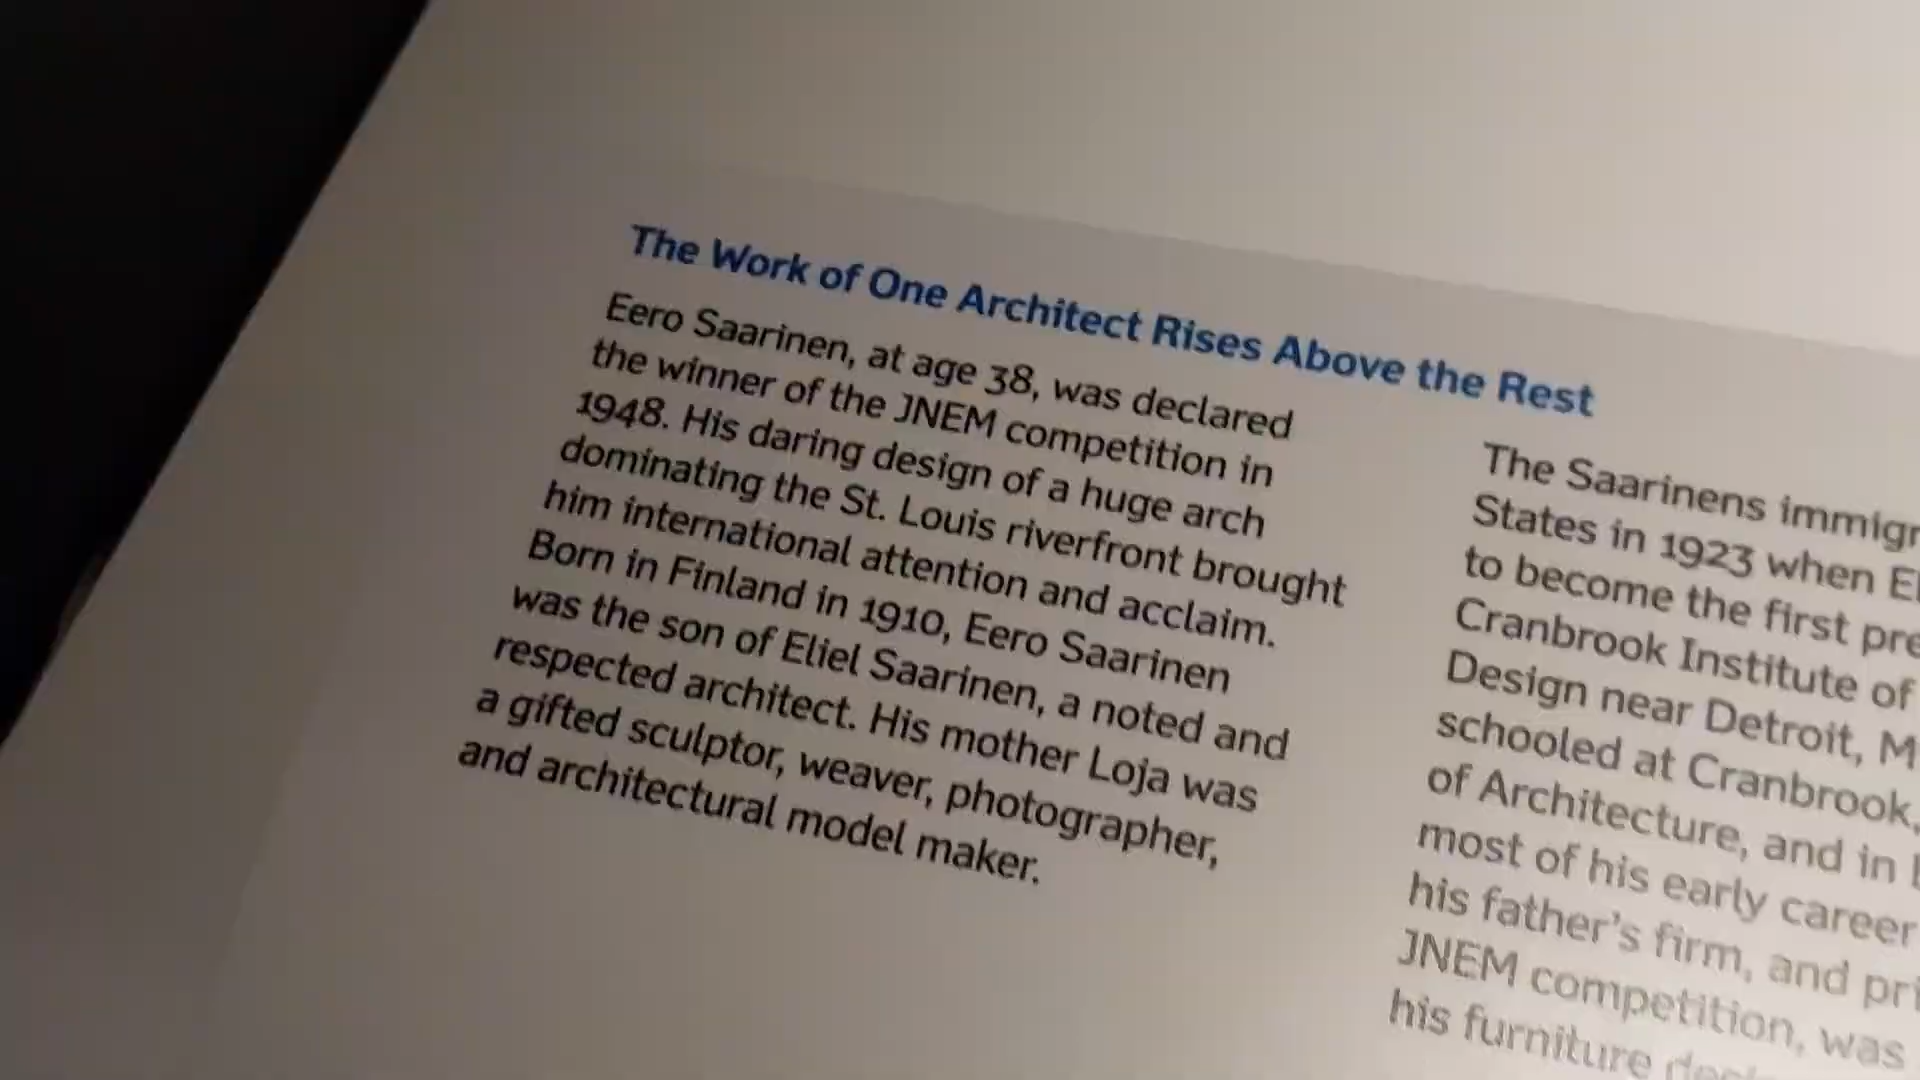 The Work of One Architect Rises Above the Rest
Eero Saarinen, at age 38, was declared
the winner of the JNEM competition in
1948. His daring design of a huge arch
dominating the St. Louis riverfront brought
him international attention and acclaim.
Born in Finland in 1910, Eero Saarinen
was the son of Eliel Saarinen, a noted and
respected architect. His mother Loja was
a gifted sculptor, weaver, photographer,
and architectural model maker.
The Saarinens
States in 1923 when
to become the first
Cranbrook Institute of
Design near Detroit,
schooled at Cranbrook,
of Architecture, and in
most of his early career
his father's firm, and
JNEM competition, was
his furniture